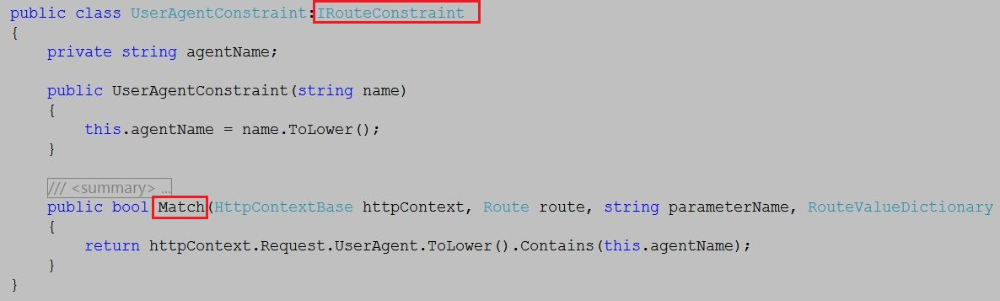 public class UserAgentConstraint:IRouteConstraint
{
    private string agentName;

    public UserAgentConstraint(string name)
    {
        this.agentName = name.ToLower();
    }

    /// <summary> ...
    public bool Match(HttpContextBase httpContext, Route route, string parameterName, RouteValueDictionary
    {
        return httpContext.Request.UserAgent.ToLower().Contains(this.agentName);
    }
}